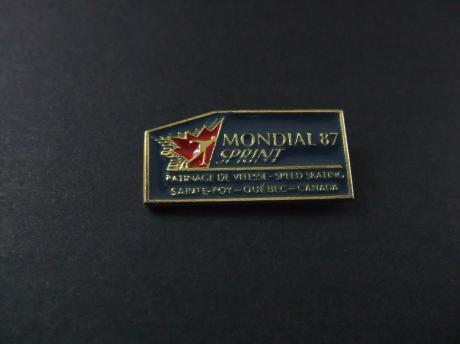 MONDIAL 87
SPRINT
PATINAGE DE VITESSE - SPEED SKATING
SAINTE-FOY - QUÉBEC - CANADA